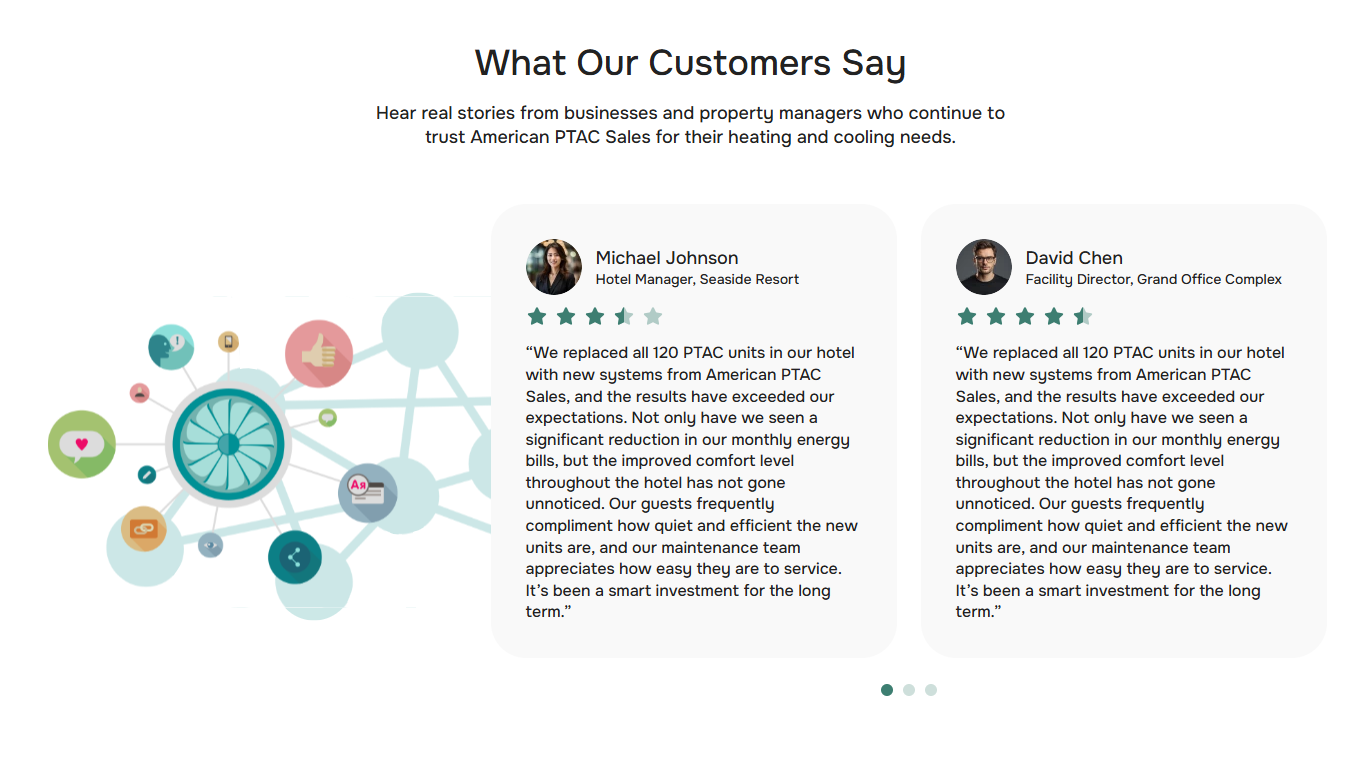 What Our Customers Say
Hear real stories from businesses and property managers who continue to
trust American PTAC Sales for their heating and cooling needs.
!
Aя
Michael Johnson
Hotel Manager, Seaside Resort
“We replaced all 120 PTAC units in our hotel
with new systems from American PTAC
Sales, and the results have exceeded our
expectations. Not only have we seen a
significant reduction in our monthly energy
bills, but the improved comfort level
throughout the hotel has not gone
unnoticed. Our guests frequently
compliment how quiet and efficient the new
units are, and our maintenance team
appreciates how easy they are to service.
It’s been a smart investment for the long
term.”
David Chen
Facility Director, Grand Office Complex
“We replaced all 120 PTAC units in our hotel
with new systems from American PTAC
Sales, and the results have exceeded our
expectations. Not only have we seen a
significant reduction in our monthly energy
bills, but the improved comfort level
throughout the hotel has not gone
unnoticed. Our guests frequently
compliment how quiet and efficient the new
units are, and our maintenance team
appreciates how easy they are to service.
It’s been a smart investment for the long
term.”